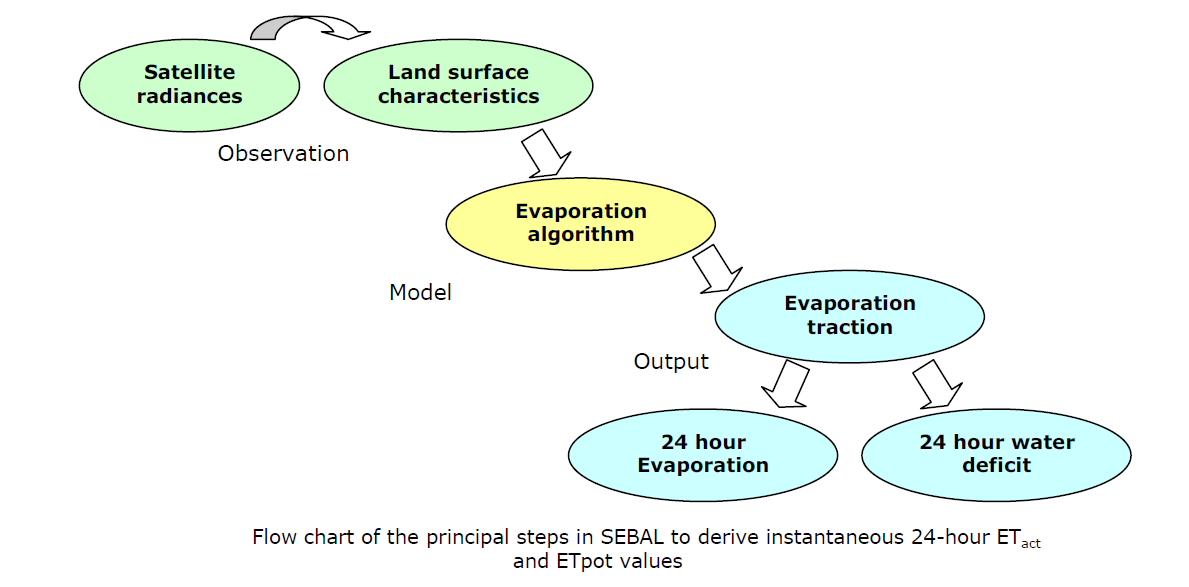 Satellite
radiances
Land surface
characteristics
Observation
Evaporation
algorithm
Model
Evaporation
traction
Output
24 hour
Evaporation
24 hour water
deficit
Flow chart of the principal steps in SEBAL to derive instantaneous 24-hour ETact
and ETpot values